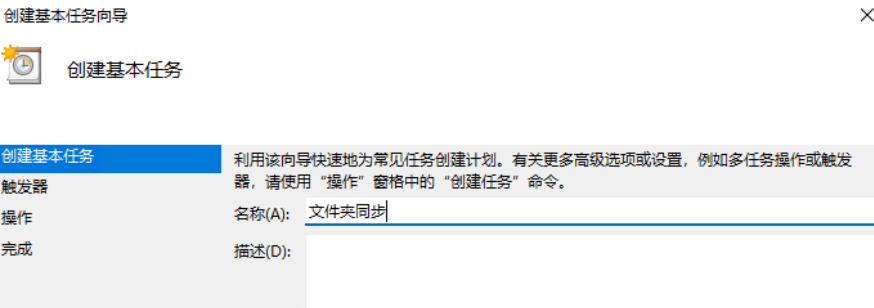 创建基本任务向导
创建基本任务
创建基本任务
利用该向导快速地为常见任务创建计划。有关更多高级选项或设置，例如多任务操作或触发
器，请使用“操作”窗格中的“创建任务”命令。
触发器
名称(A): 文件夹同步
操作
描述(D):
完成